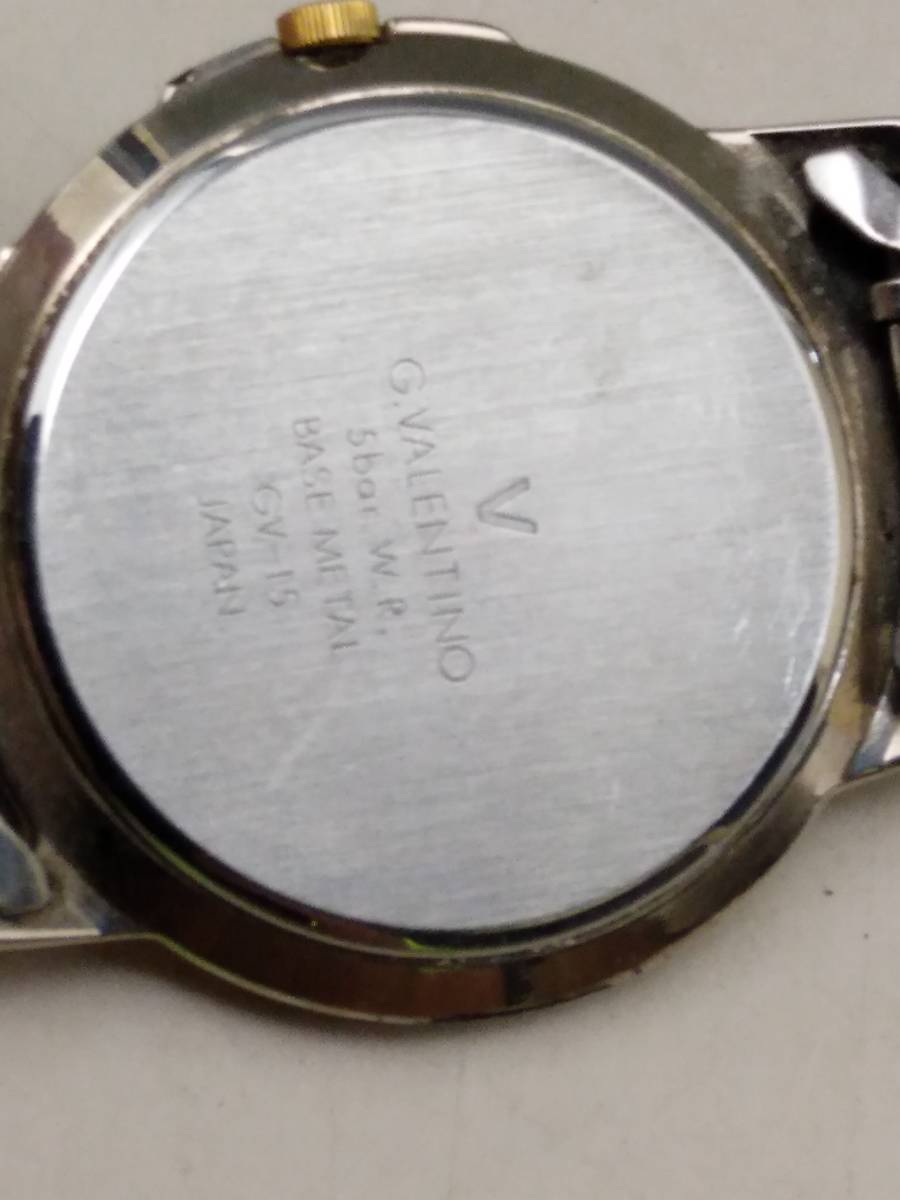 V
G.VALENTINO
5bar. W.R.
BASE METAL
GV-15
JAPAN